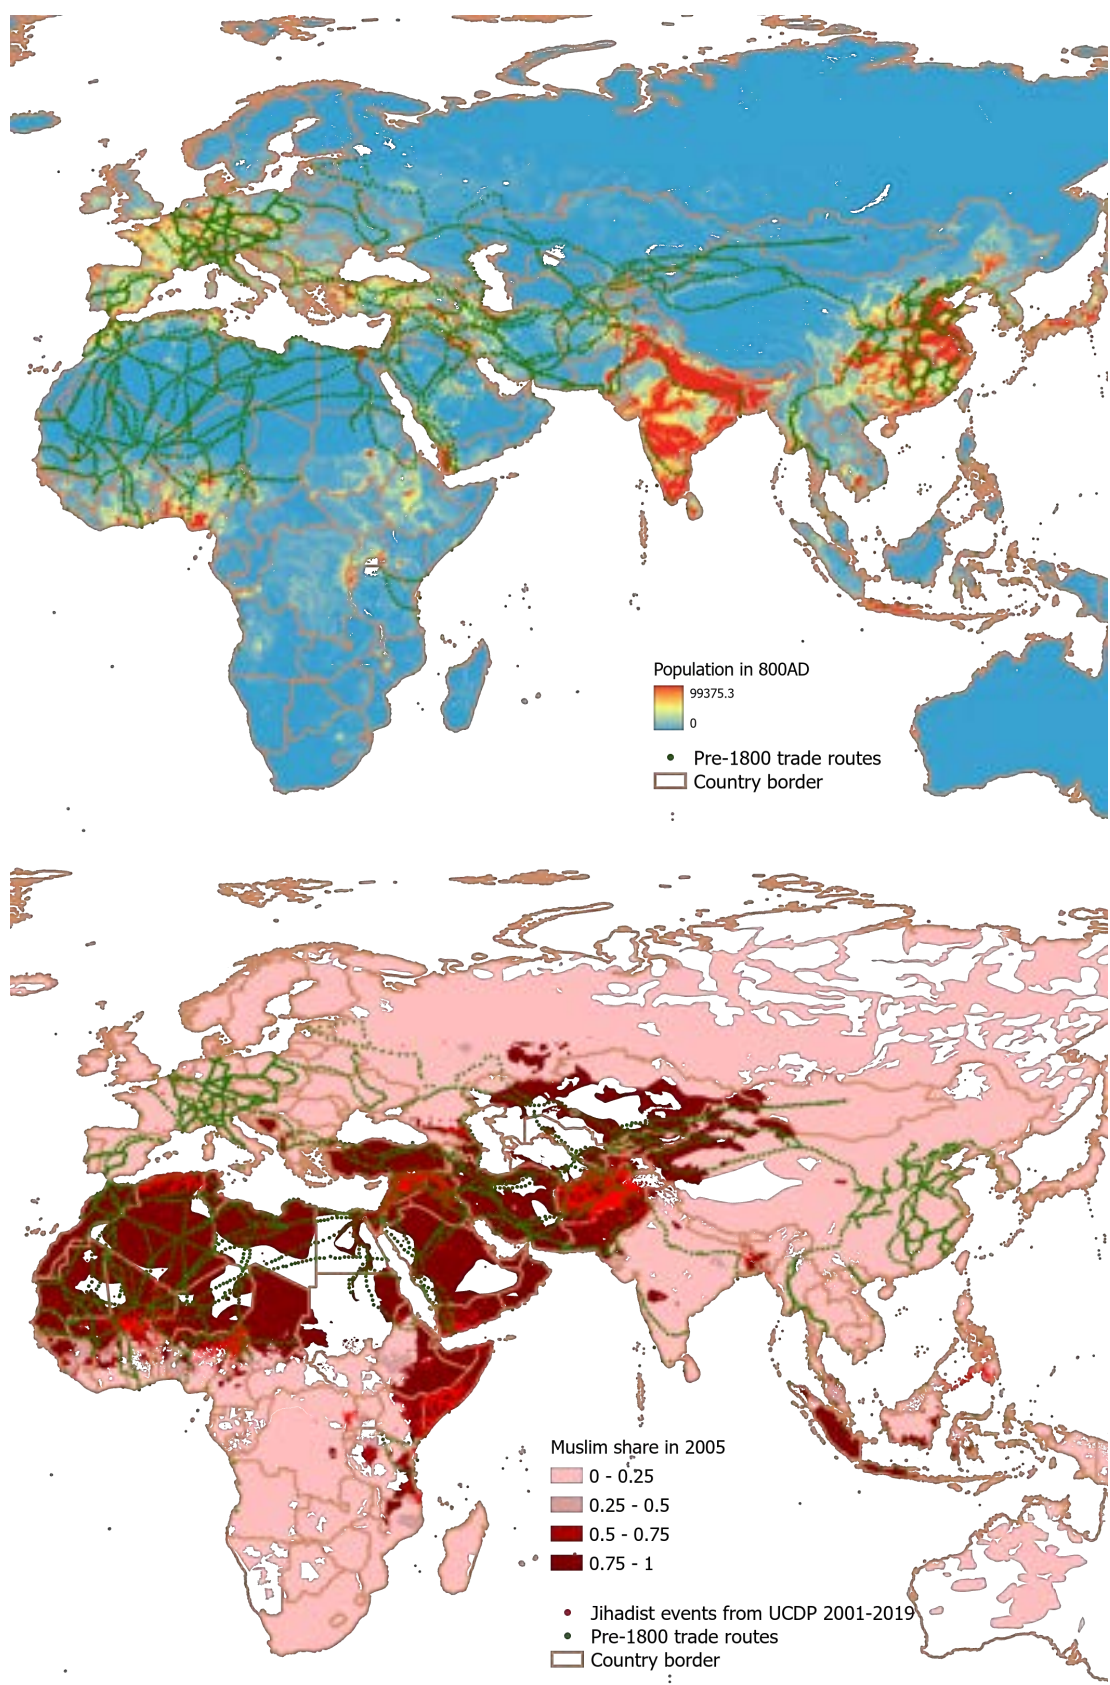 Population in 800AD
99375.3
0
Pre-1800 trade routes
Country border
Muslim share in 2005
0 - 0.25
0.25 - 0.5
0.5 - 0.75
0.75 - 1
Jihadist events from UCDP 2001-2019
Pre-1800 trade routes
Country border